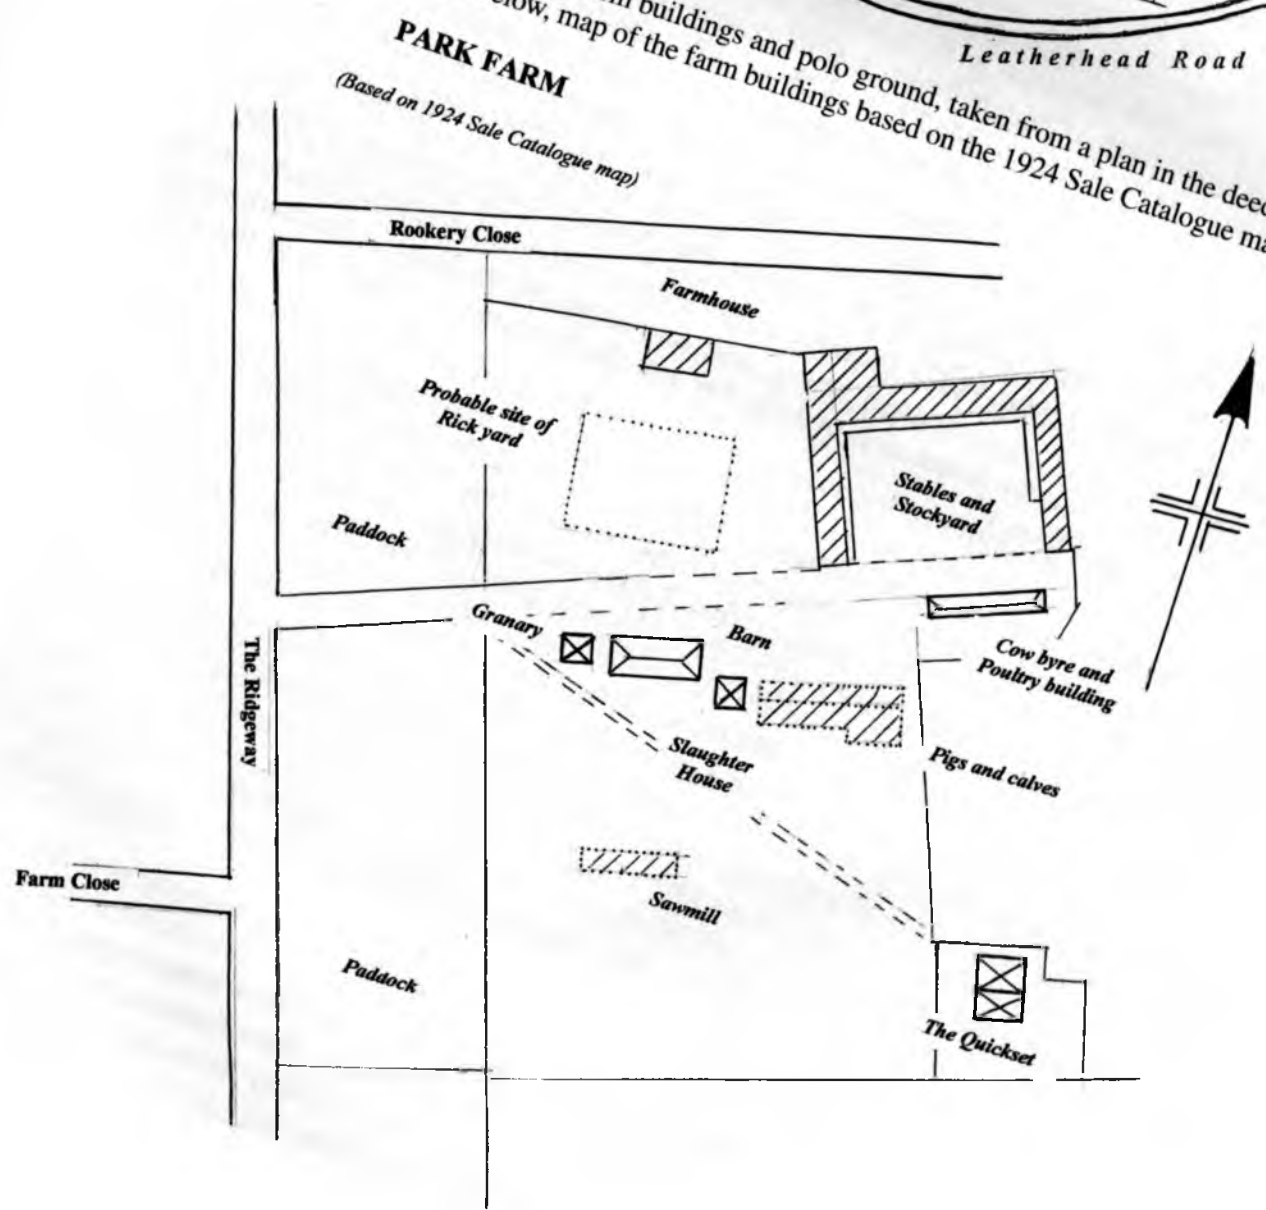 Leatherhead Road
buildings and polo ground, taken from a plan in the
map of the farm buildings based on the 1924 Sale Catalogue
PARK FARM
(Based on 1924 Sale Catalogue map)
Rookery Close
Farmhouse
Probable site of
Rick yard
Stables and
Stockyard
Paddock
Granary
Barn
Cow byre and
Poultry building
The Ridgeway
Slaughter
House
Pigs and calves
Farm Close
Sawmill
Paddock
The Quickset